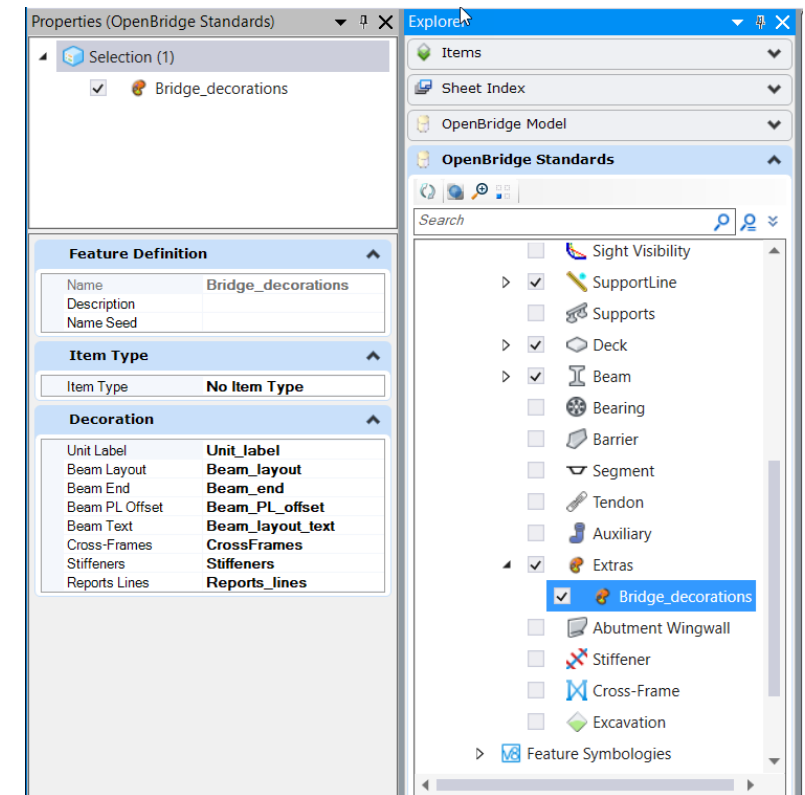 Properties (OpenBridge Standards)
Selection (1)
Bridge_decorations
Feature Definition
Name Bridge_decorations
Description
Name Seed
Item Type
Item Type No Item Type
Decoration
Unit Label Unit_label
Beam Layout Beam_layout
Beam End Beam_end
Beam PL Offset Beam_PL_offset
Beam Text Beam_layout_text
Cross-Frames CrossFrames
Stiffeners Stiffeners
Reports Lines Reports_lines
Explorer
Items
Sheet Index
OpenBridge Model
OpenBridge Standards
Search
Sight Visibility
SupportLine
Supports
Deck
Beam
Bearing
Barrier
Segment
Tendon
Auxiliary
Extras
Bridge_decorations
Abutment Wingwall
Stiffener
Cross-Frame
Excavation
V8 Feature Symbologies